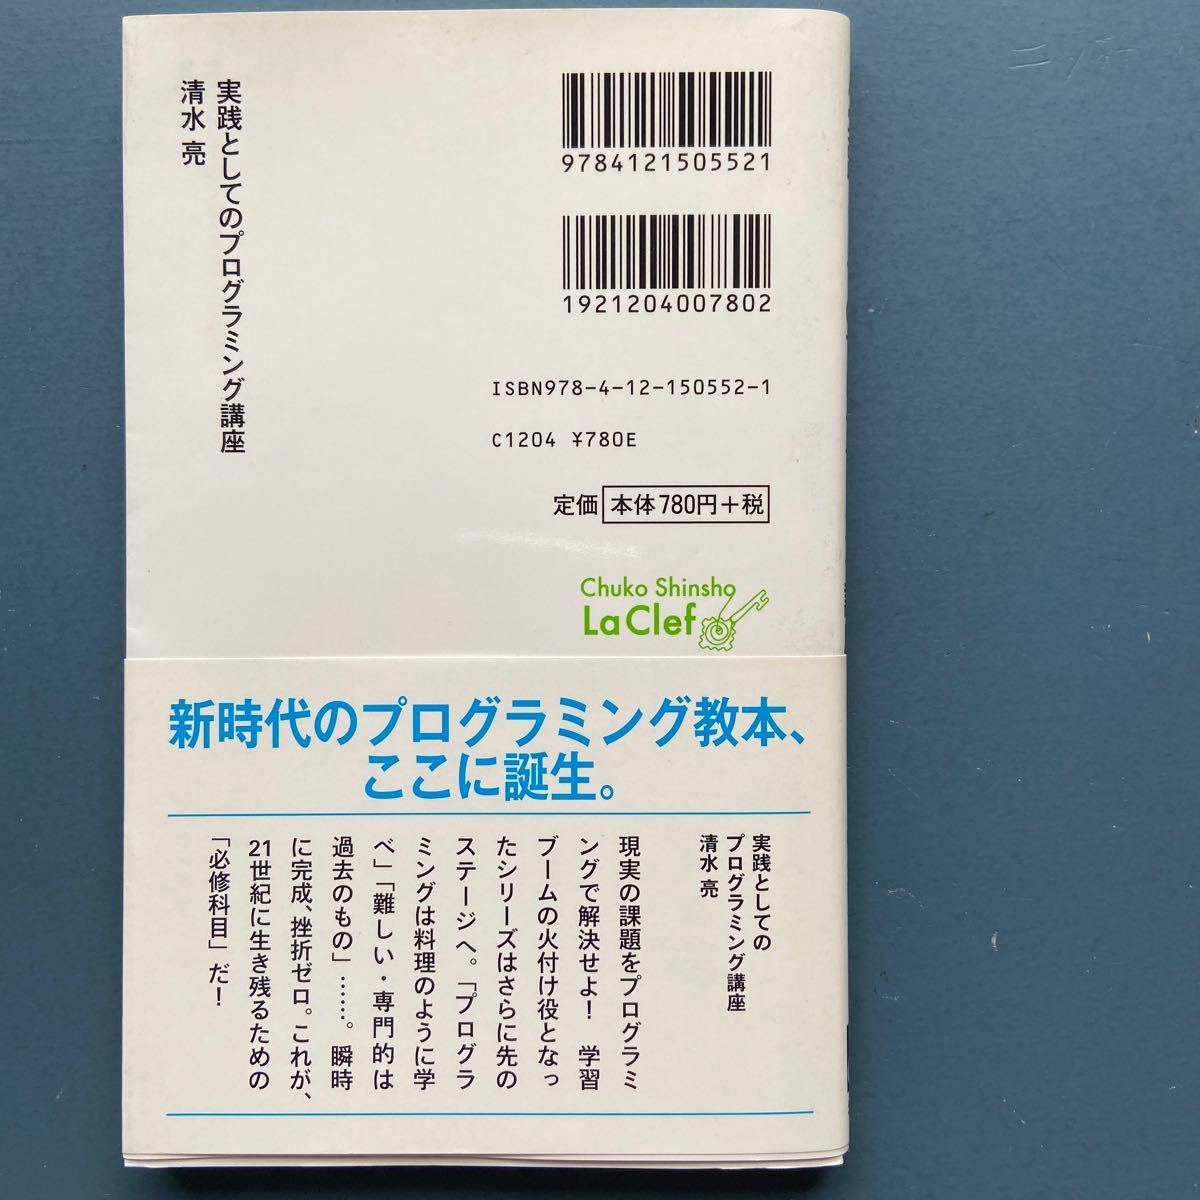 実践としてのプログラミング講座
清水 亮
9784121505521
1921204007802
ISBN978-4-12-150552-1
C1204 ¥780E
定価 本体780円+税
Chuko Shinsho
La Clef
新時代のプログラミング教本、
ここに誕生。
実践としての
プログラミング講座
清水 亮
現実の課題をプログラミ
ングで解決せよ! 学習
ブームの火付け役となっ
たシリーズはさらに先の
ステージへ。「プログラ
ミングは料理のように学
べ」「難しい・専門的は
過去のもの」……。瞬時
に完成、挫折ゼロ。これが、
21世紀に生き残るための
「必修科目」だ!